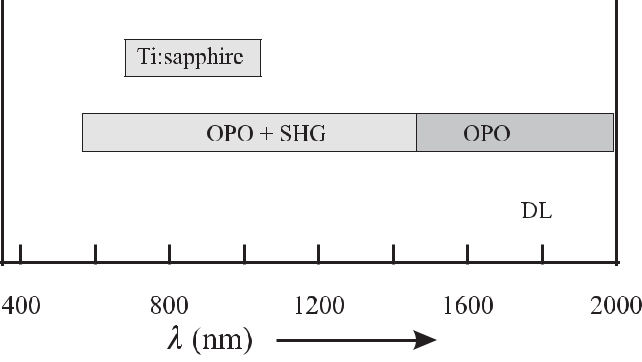 Ti:sapphire
OPO + SHG OPO
DL
400 800 1200 1600 2000
λ (nm)